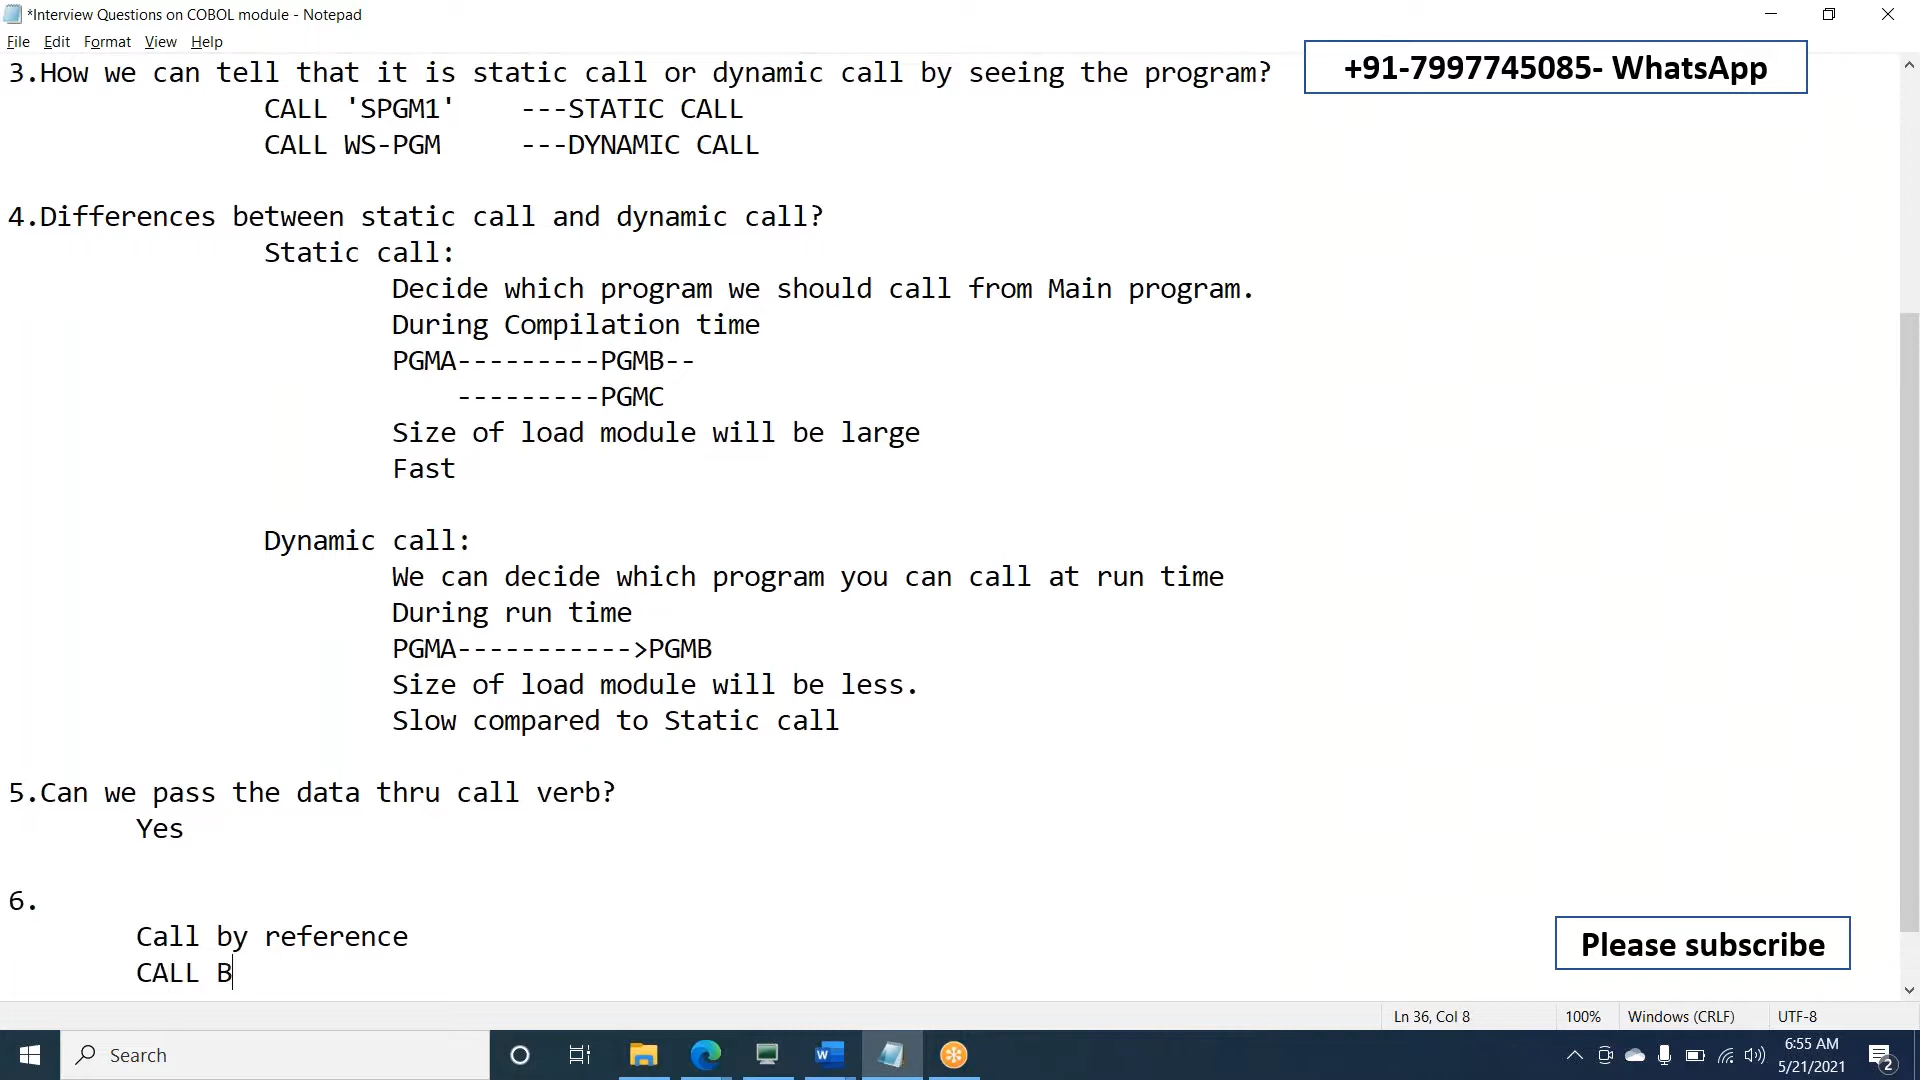 *Interview Questions on COBOL module - Notepad
File Edit Format View Help
+91-7997745085- WhatsApp
3.How we can tell that it is static call or dynamic call by seeing the program?
CALL 'SPGM1' ---STATIC CALL
CALL WS-PGM ---DYNAMIC CALL
4.Differences between static call and dynamic call?
Static call:
Decide which program we should call from Main program.
During Compilation time
PGMA---------PGMB--
---------PGMC
Size of load module will be large
Fast
Dynamic call:
We can decide which program you can call at run time
During run time
PGMA----------->PGMB
Size of load module will be less.
Slow compared to Static call
5.Can we pass the data thru call verb?
Yes
6.
Call by reference
CALL B
Please subscribe
Ln 36, Col 8 100% Windows (CRLF) UTF-8
Search
6:55 AM
5/21/2021
2